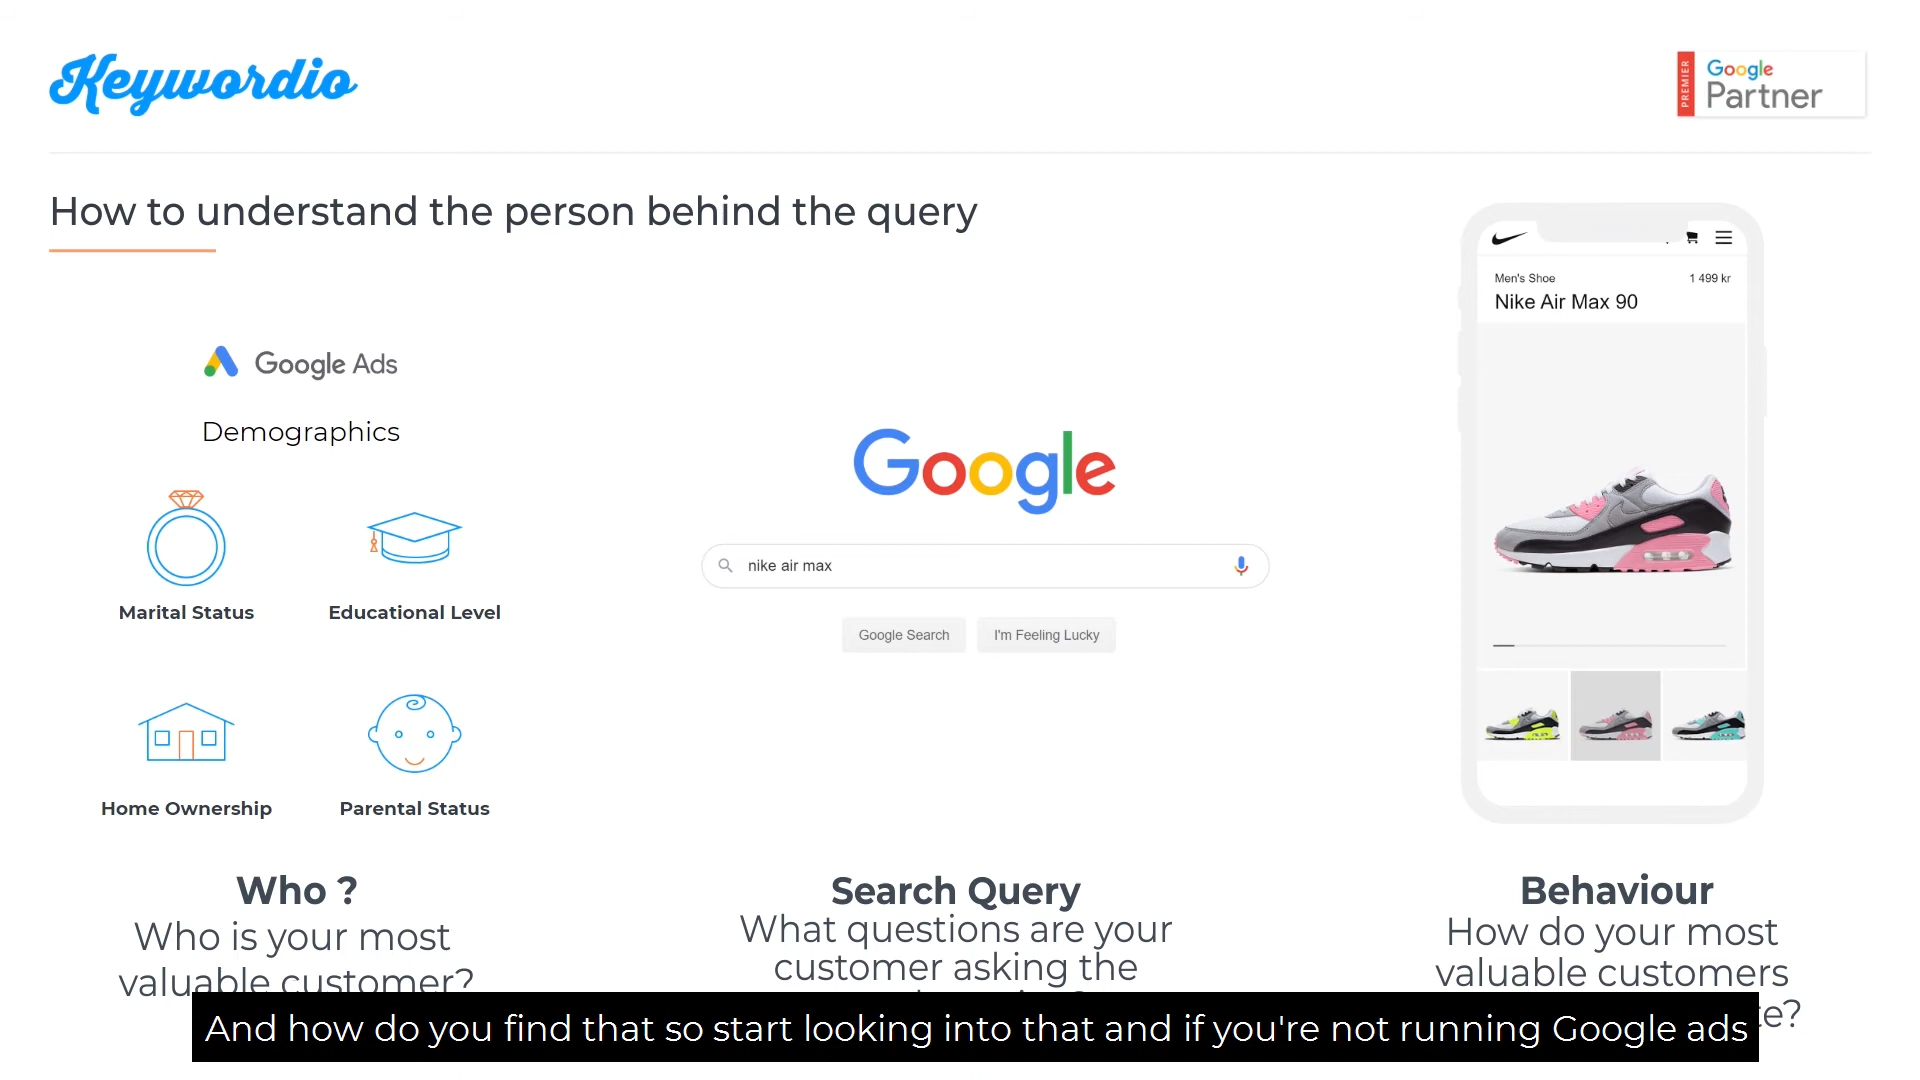 Keywordio
PREMIER
Google
Partner
How to understand the person behind the query
Google Ads
Demographics
Marital Status
Educational Level
Home Ownership
Parental Status
Who ?
Who is your most
valuable customer?
Google
nike air max
Google Search
I'm Feeling Lucky
Search Query
What questions are your
customer asking the
Men's Shoe
1 499 kr
Nike Air Max 90
Behaviour
How do your most
valuable customers
And how do you find that so start looking into that and if you're not running Google ads